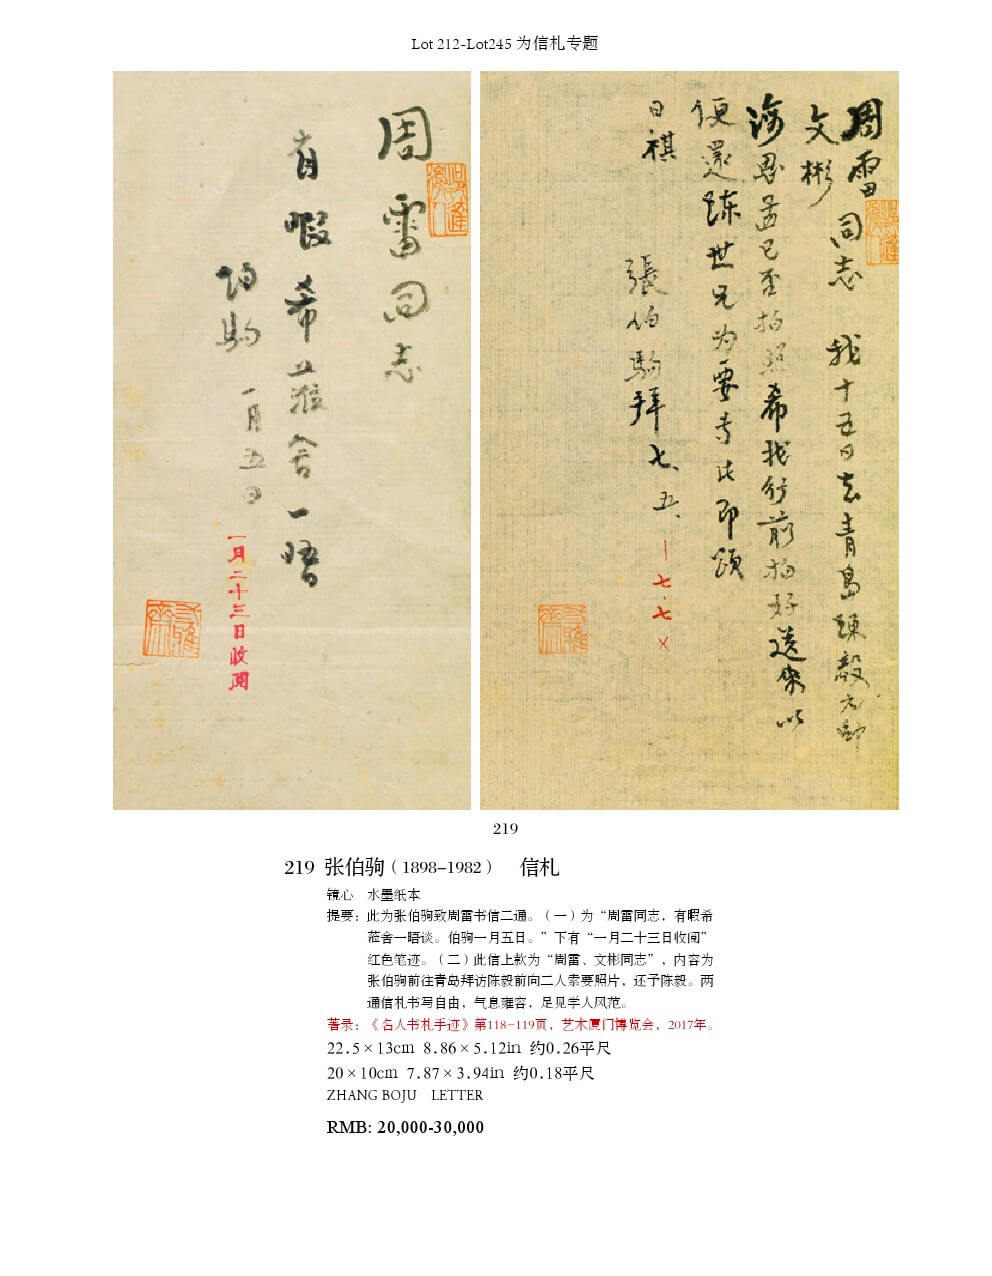 Lot 212-Lot245 为信札专题
周雷同志
有暇希
莅舍一晤
伯驹 一月五日
一月二十三日收阅
周雷
文彬 同志 我十五日去青岛 陈毅元帅
海思孟已否拍照希我行前拍好送来以
便还陈世兄为要专此即颂
日祺
張伯駒拜 七、五、
一七.七.×
219
219 张伯驹（1898-1982） 信札
镜心 水墨纸本
提要：此为张伯驹致周雷书信二通。（一）为“周雷同志，有暇希
莅舍一晤谈。伯驹一月五日。”下有“一月二十三日收阅”
红色笔迹。（二）此信上款为“周雷、文彬同志”，内容为
张伯驹前往青岛拜访陈毅前向二人索要照片，还予陈毅。两
通信札书写自由，气息雍容，足见学人风范。
著录：《名人书札手迹》第118-119页，艺术厦门博览会，2017年。
22.5×13cm 8.86×5.12in 约0.26平尺
20×10cm 7.87×3.94in 约0.18平尺
ZHANG BOJU LETTER
RMB: 20,000-30,000